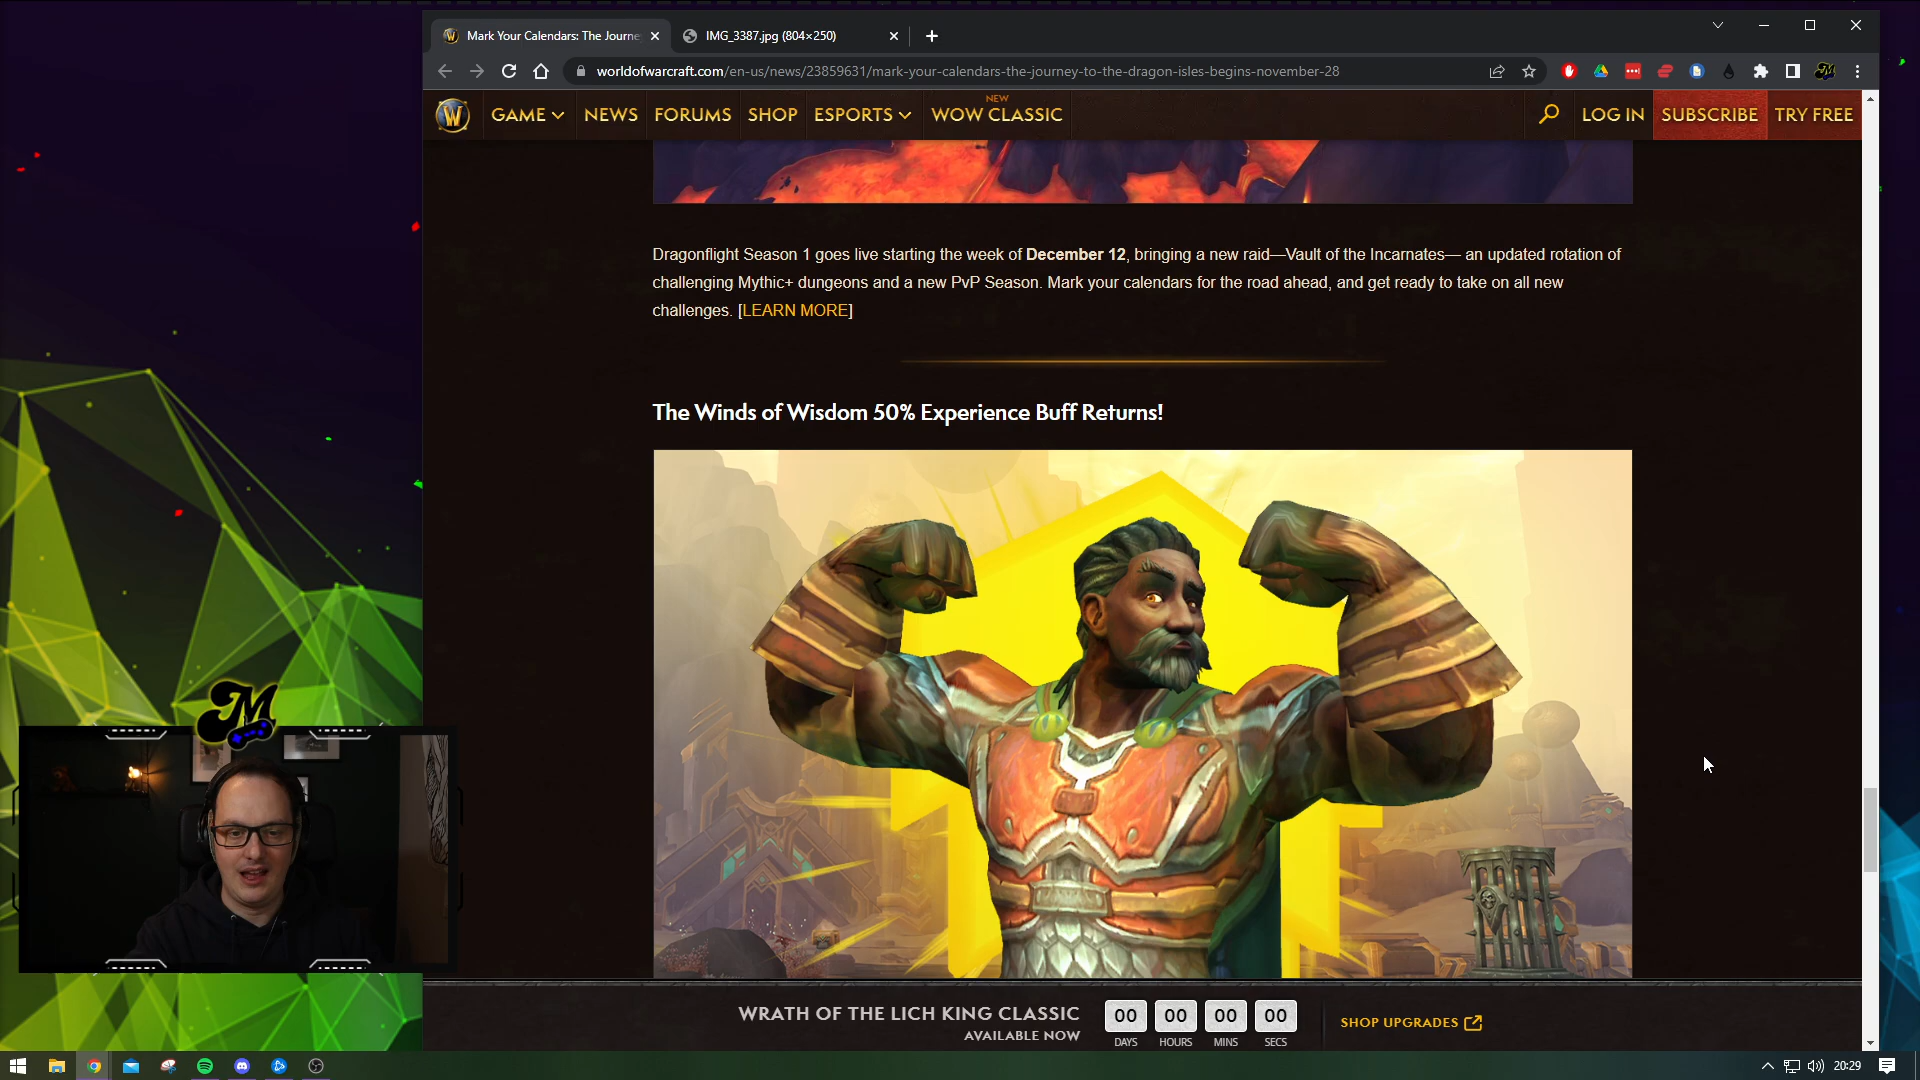 Mark Your Calendars: The Journe
IMG_3387.jpg (804×250)
worldofwarcraft.com/en-us/news/23859631/mark-your-calendars-the-journey-to-the-dragon-isles-begins-november-28
W
GAME
NEWS
FORUMS
SHOP
ESPORTS
NEW
WOW CLASSIC
LOG IN
SUBSCRIBE
TRY FREE
Dragonflight Season 1 goes live starting the week of December 12, bringing a new raid—Vault of the Incarnates— an updated rotation of
challenging Mythic+ dungeons and a new PvP Season. Mark your calendars for the road ahead, and get ready to take on all new
challenges. [LEARN MORE]
The Winds of Wisdom 50% Experience Buff Returns!
M
WRATH OF THE LICH KING CLASSIC
AVAILABLE NOW
00 00 00 00
DAYS HOURS MINS SECS
SHOP UPGRADES
20:29